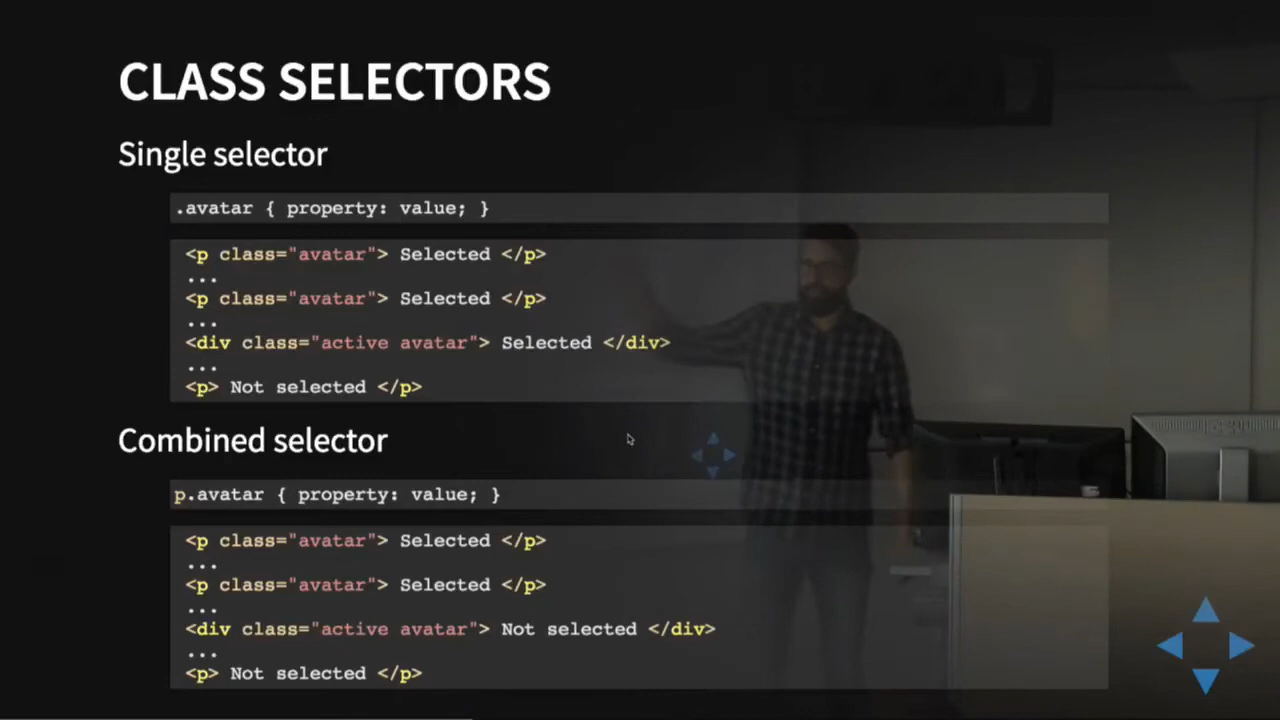 CLASS SELECTORS
Single selector
.avatar { property: value; }
<p class="avatar"> Selected </p>
...
<p class="avatar"> Selected </p>
...
<div class="active avatar"> Selected </div>
...
<p> Not selected </p>
Combined selector
p.avatar { property: value; }
<p class="avatar"> Selected </p>
...
<p class="avatar"> Selected </p>
...
<div class="active avatar"> Not selected </div>
...
<p> Not selected </p>